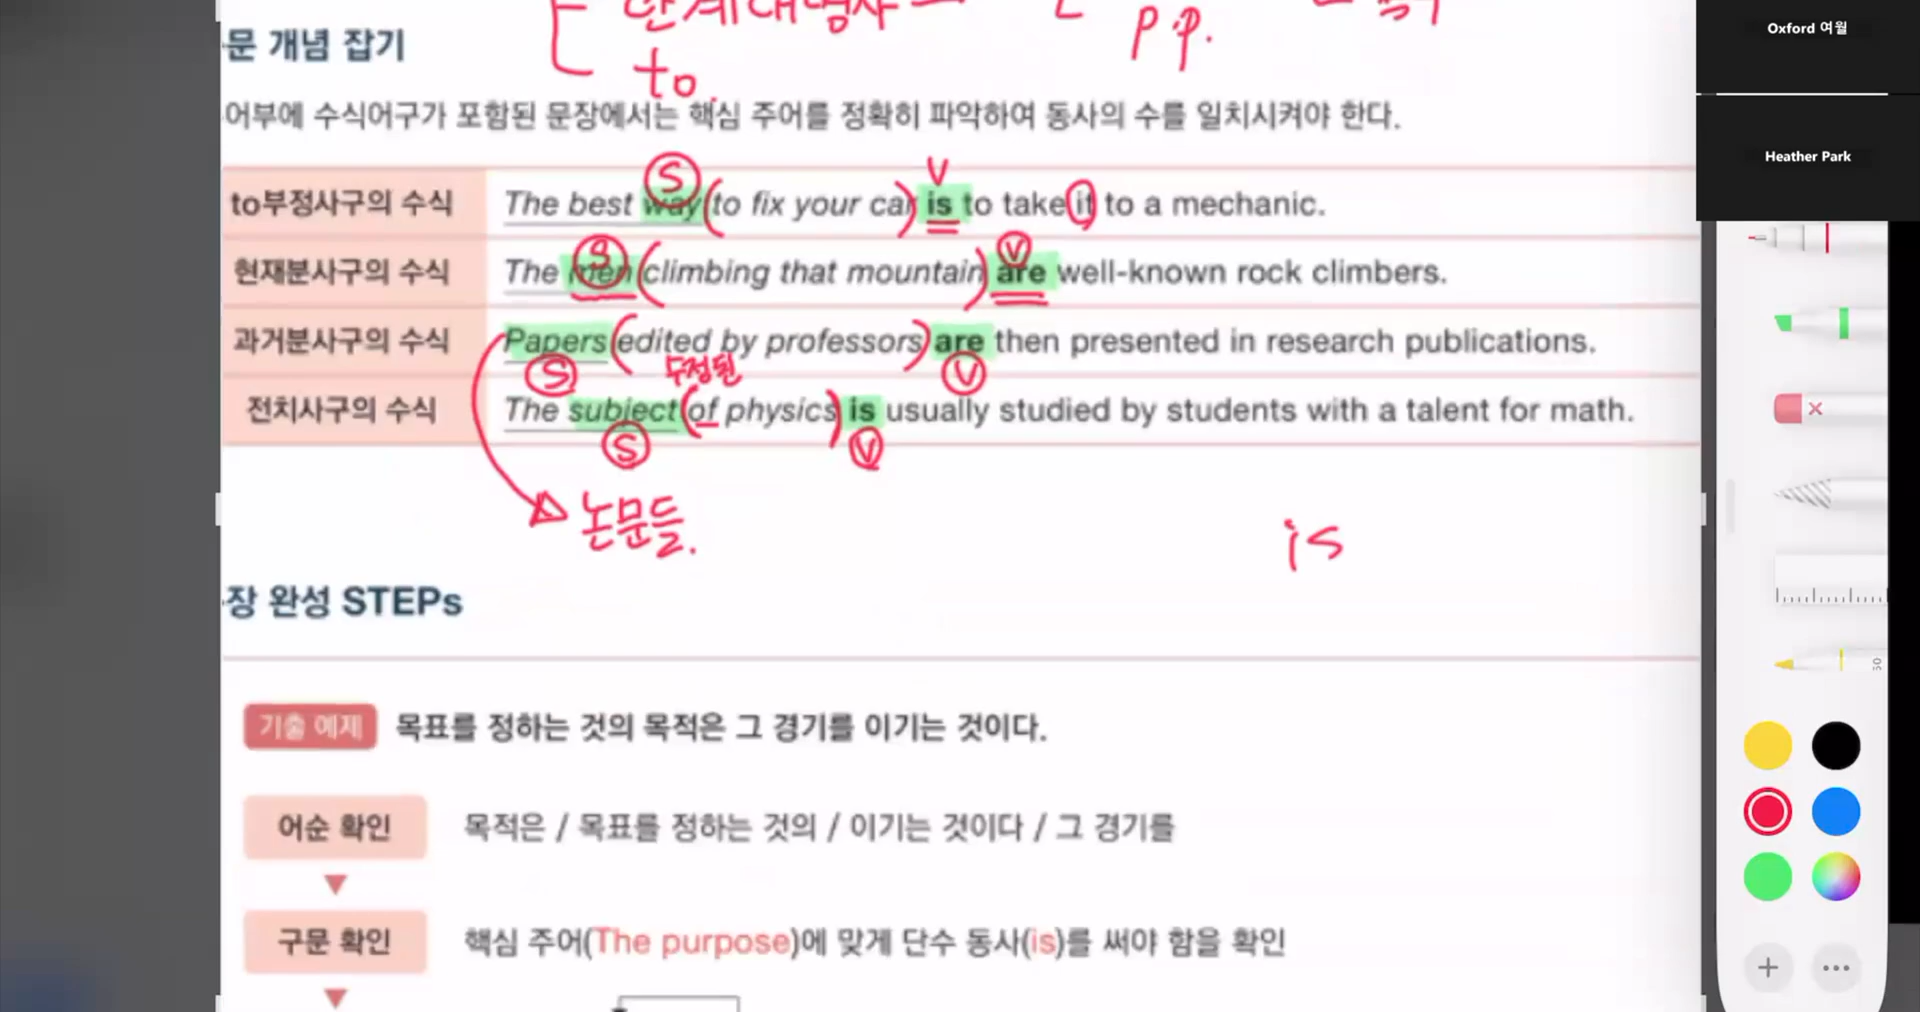 관계대명사
p.p.
to.
문 개념 잡기
어부에 수식어구가 포함된 문장에서는 핵심 주어를 정확히 파악하여 동사의 수를 일치시켜야 한다.
S V
to부정사구의 수식 The best way (to fix your car) is to take it to a mechanic.
S V
현재분사구의 수식 The men (climbing that mountain) are well-known rock climbers.
과거분사구의 수식 Papers (edited by professors) are then presented in research publications.
S 수정된 V
전치사구의 수식 The subject (of physics) is usually studied by students with a talent for math.
S V
논문들.
is
장 완성 STEPs
기출 예제 목표를 정하는 것의 목적은 그 경기를 이기는 것이다.
어순 확인 목적은 / 목표를 정하는 것의 / 이기는 것이다 / 그 경기를
구문 확인 핵심 주어(The purpose)에 맞게 단수 동사(is)를 써야 함을 확인
Oxford 여월
Heather Park
50